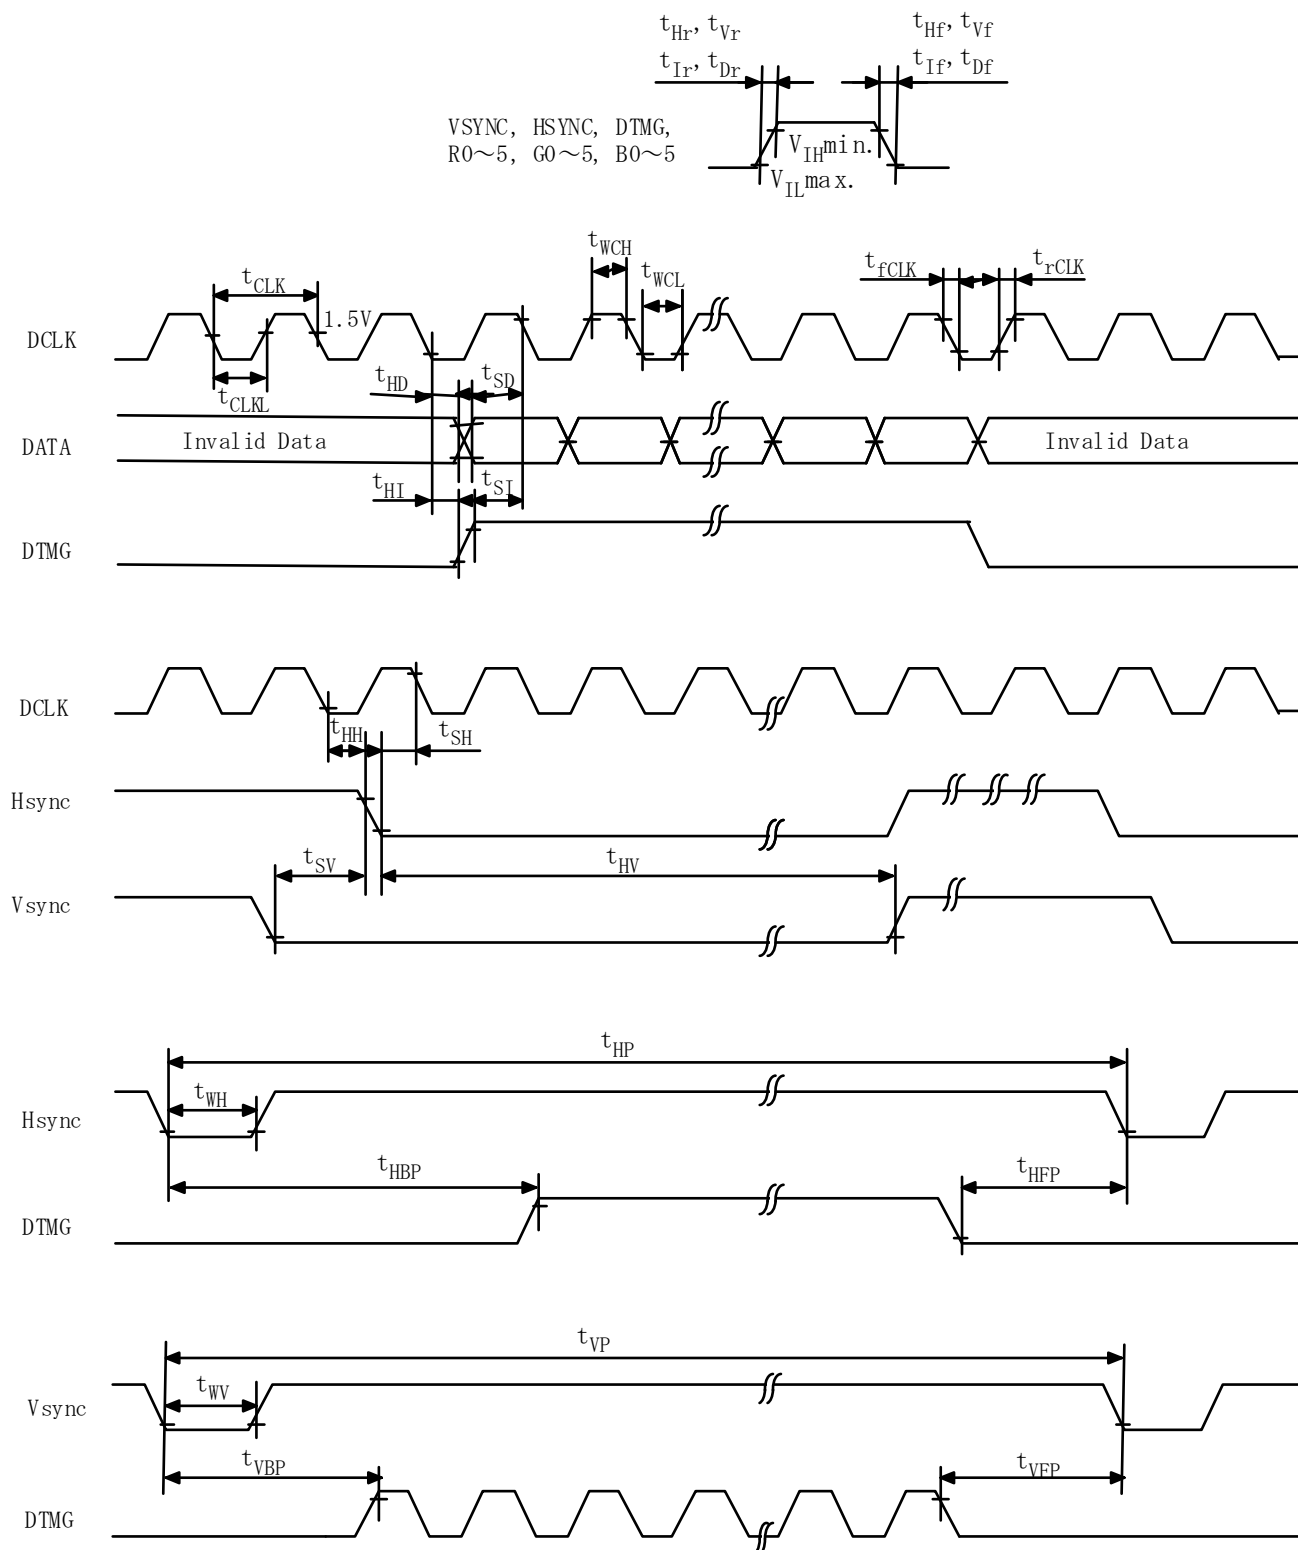 tHr, tVr
tIr, tDr
tHf, tVf
tIf, tDf
VSYNC, HSYNC, DTMG,
R0～5, G0～5, B0～5
VIHmin.
VILmax.
tCLK
tWCH
tWCL
tfCLK
trCLK
1.5V
DCLK
tCLKL
tHD
tSD
DATA
Invalid Data
Invalid Data
tHI
tSI
DTMG
DCLK
tHH
tSH
Hsync
tSV
tHV
Vsync
tHP
tWH
Hsync
tHBP
tHFP
DTMG
tVP
tWV
Vsync
tVBP
tVFP
DTMG